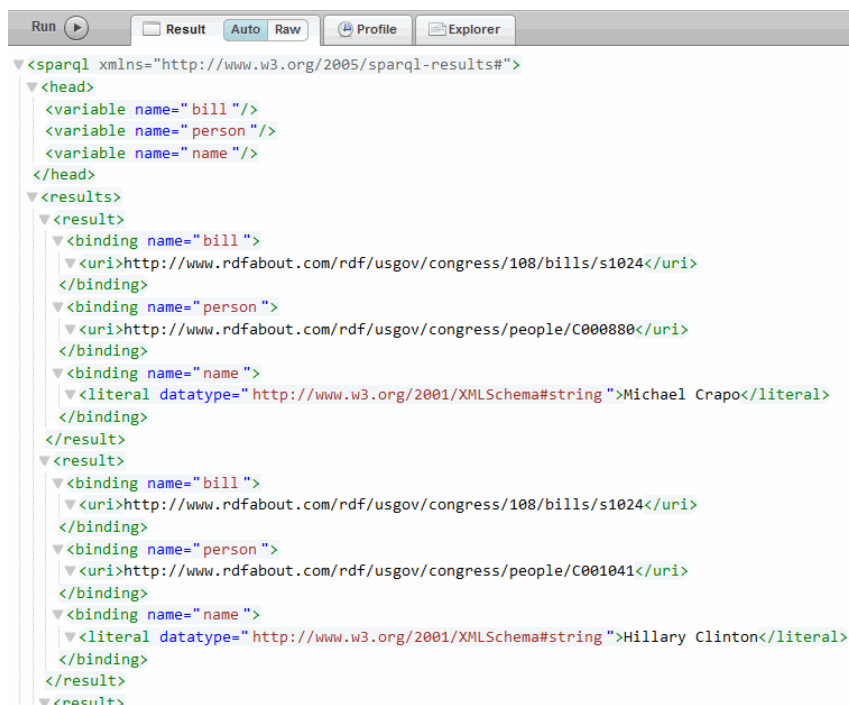 Run Result Auto Raw Profile Explorer
<sparql xmlns="http://www.w3.org/2005/sparql-results#">
<head>
<variable name="bill"/>
<variable name="person"/>
<variable name="name"/>
</head>
<results>
<result>
<binding name="bill">
<uri>http://www.rdfabout.com/rdf/usgov/congress/108/bills/s1024</uri>
</binding>
<binding name="person">
<uri>http://www.rdfabout.com/rdf/usgov/congress/people/C000880</uri>
</binding>
<binding name="name">
<literal datatype="http://www.w3.org/2001/XMLSchema#string">Michael Crapo</literal>
</binding>
</result>
<result>
<binding name="bill">
<uri>http://www.rdfabout.com/rdf/usgov/congress/108/bills/s1024</uri>
</binding>
<binding name="person">
<uri>http://www.rdfabout.com/rdf/usgov/congress/people/C001041</uri>
</binding>
<binding name="name">
<literal datatype="http://www.w3.org/2001/XMLSchema#string">Hillary Clinton</literal>
</binding>
</result>
<result>